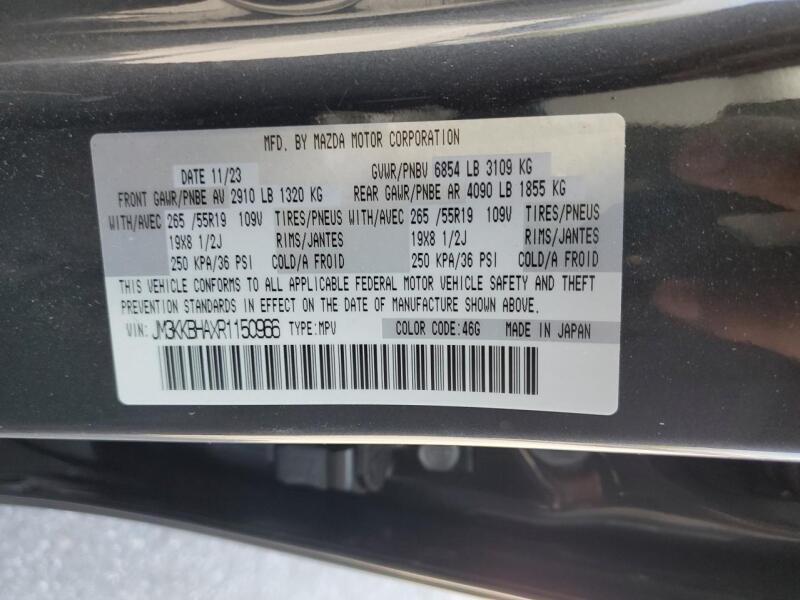 MFD. BY MAZDA MOTOR CORPORATION
DATE 11/23 GVWR/PNBV 6854 LB 3109 KG
FRONT GAWR/PNBE AV 2910 LB 1320 KG REAR GAWR/PNBE AR 4090 LB 1855 KG
WITH/AVEC 265 /55R19 109V TIRES/PNEUS WITH/AVEC 265 /55R19 109V TIRES/PNEUS
19X8 1/2J RIMS/JANTES 19X8 1/2J RIMS/JANTES
250 KPA/36 PSI COLD/A FROID 250 KPA/36 PSI COLD/A FROID
THIS VEHICLE CONFORMS TO ALL APPLICABLE FEDERAL MOTOR VEHICLE SAFETY AND THEFT
PREVENTION STANDARDS IN EFFECT ON THE DATE OF MANUFACTURE SHOWN ABOVE.
VIN: JM3KKBHAXR1150966 TYPE: MPV COLOR CODE: 46G MADE IN JAPAN